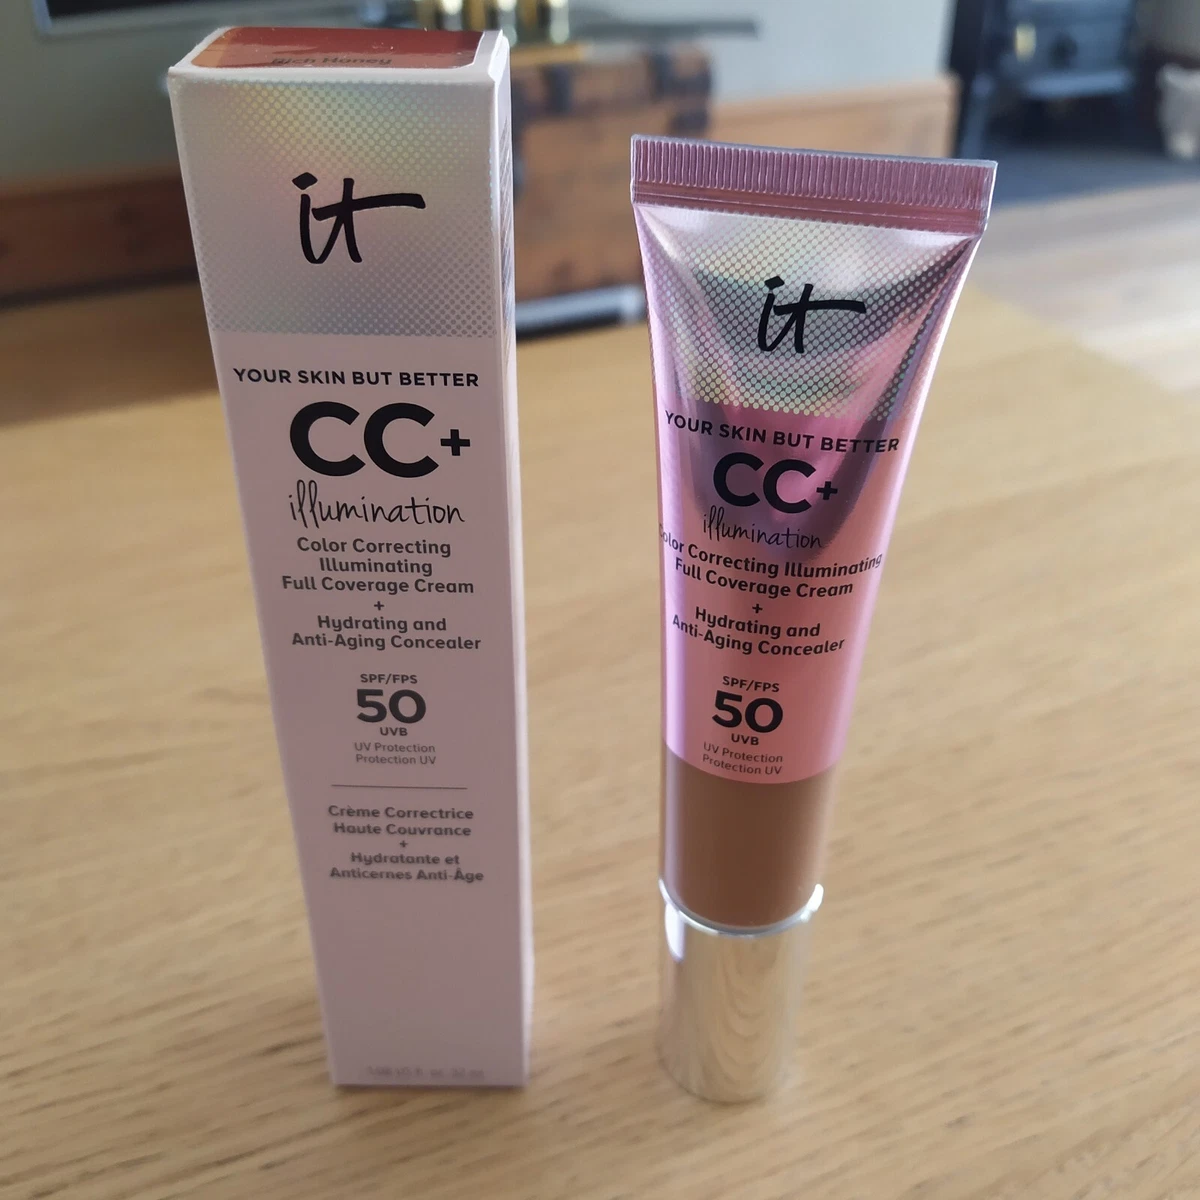 Rich Honey
it
YOUR SKIN BUT BETTER
CC+
illumination
Color Correcting
Illuminating
Full Coverage Cream
+
Hydrating and
Anti-Aging Concealer
SPF/FPS
50
UVB
UV Protection
Protection UV
Crème Correctrice
Haute Couvrance
+
Hydratante et
Anticernes Anti-Âge
it
YOUR SKIN BUT BETTER
CC+
illumination
Color Correcting Illuminating
Full Coverage Cream
+
Hydrating and
Anti-Aging Concealer
SPF/FPS
50
UVB
UV Protection
Protection UV